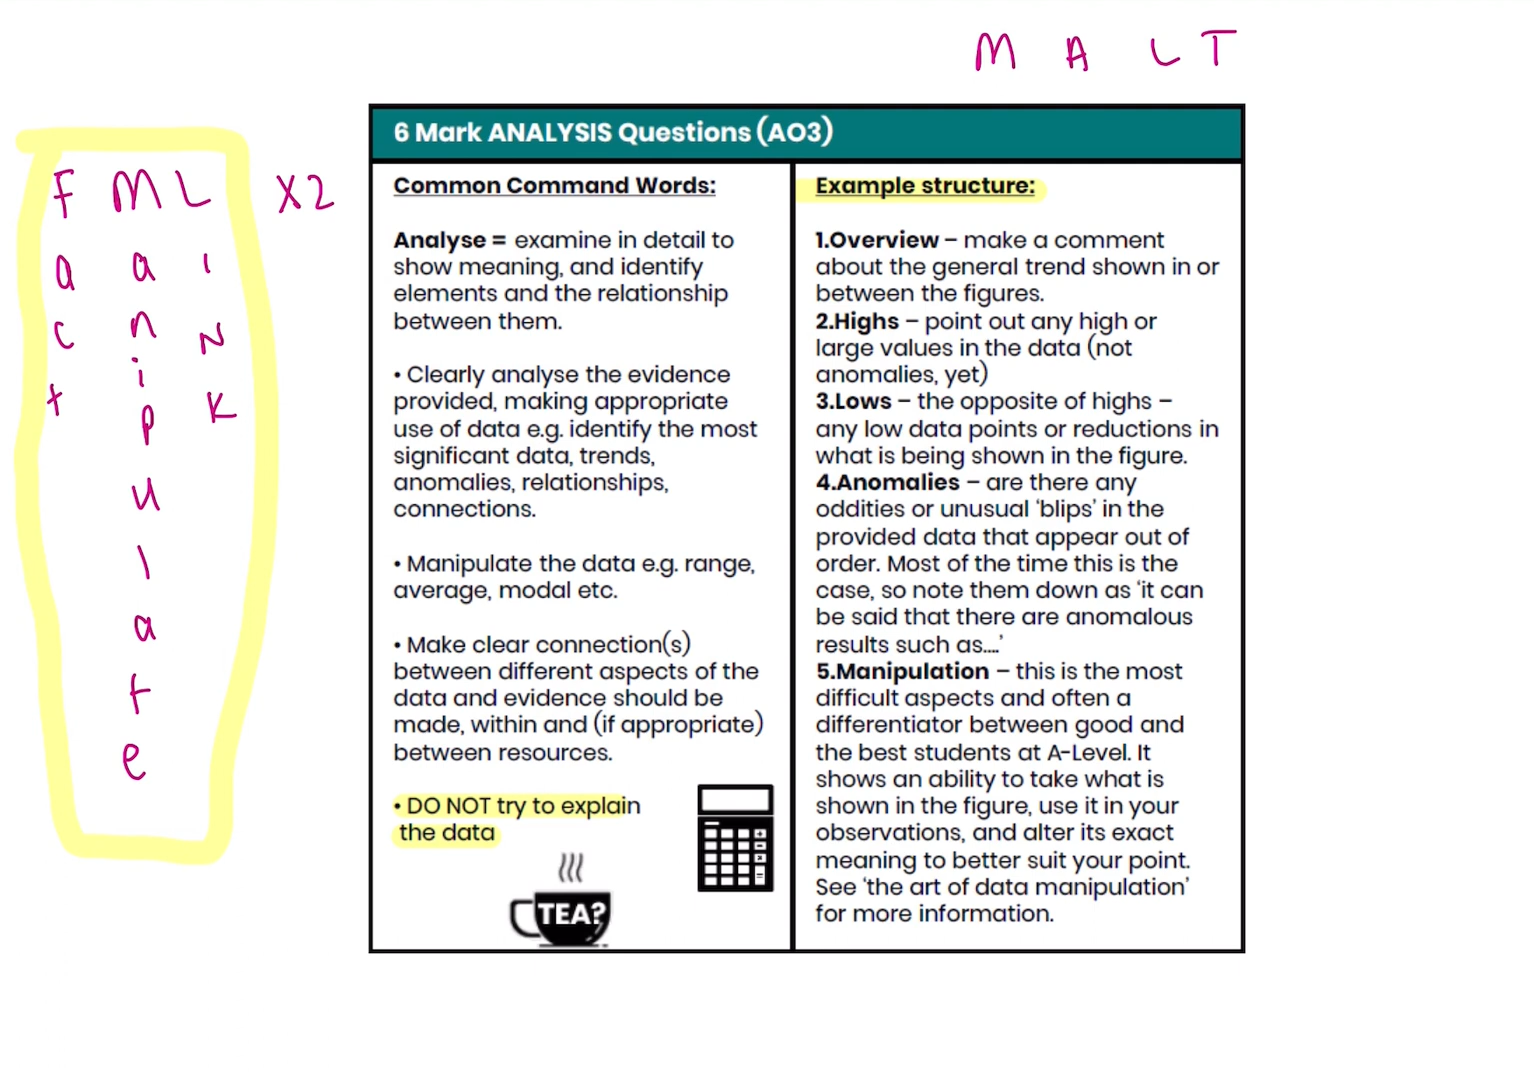 M A L T
F M L X2
Fact
Manipulate
LiNK
6 Mark ANALYSIS Questions (AO3)
Common Command Words:
Analyse = examine in detail to
show meaning, and identify
elements and the relationship
between them.
• Clearly analyse the evidence
provided, making appropriate
use of data e.g. identify the most
significant data, trends,
anomalies, relationships,
connections.
• Manipulate the data e.g. range,
average, modal etc.
• Make clear connection(s)
between different aspects of the
data and evidence should be
made, within and (if appropriate)
between resources.
• DO NOT try to explain
the data
TEA?
Example structure:
1.Overview – make a comment
about the general trend shown in or
between the figures.
2.Highs – point out any high or
large values in the data (not
anomalies, yet)
3.Lows – the opposite of highs –
any low data points or reductions in
what is being shown in the figure.
4.Anomalies – are there any
oddities or unusual ‘blips’ in the
provided data that appear out of
order. Most of the time this is the
case, so note them down as ‘it can
be said that there are anomalous
results such as....’
5.Manipulation – this is the most
difficult aspects and often a
differentiator between good and
the best students at A-Level. It
shows an ability to take what is
shown in the figure, use it in your
observations, and alter its exact
meaning to better suit your point.
See ‘the art of data manipulation’
for more information.